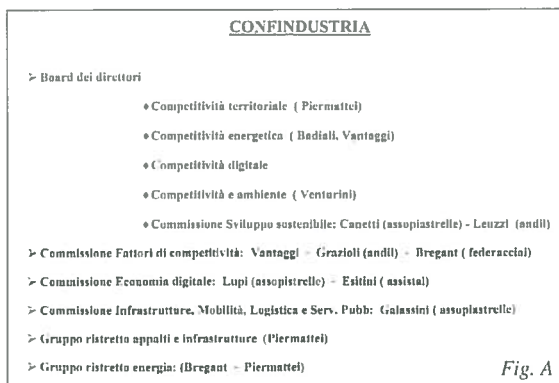 CONFINDUSTRIA
➢ Board dei direttori
♦Competitività territoriale ( Piermattei)
♦Competitività energetica ( Badiali, Vantaggi)
♦Competitività digitale
♦Competitività e ambiente ( Venturini)
♦Commissione Sviluppo sostenibile: Canetti (assopiastrelle) - Leuzzi (andil)
➢ Commissione Fattori di competitività: Vantaggi - Grazioli (andil) - Bregant ( federacciai)
➢ Commissione Economia digitale: Lupi (assopistrelle) - Esitini ( assistal)
➢ Commissione Infrastrutture, Mobilità, Logistica e Serv. Pubb: Galassini ( assopiastrelle)
➢ Gruppo ristretto appalti e infrastrutture (Piermattei)
➢ Gruppo ristretto energia: (Bregant - Piermattei)
Fig. A